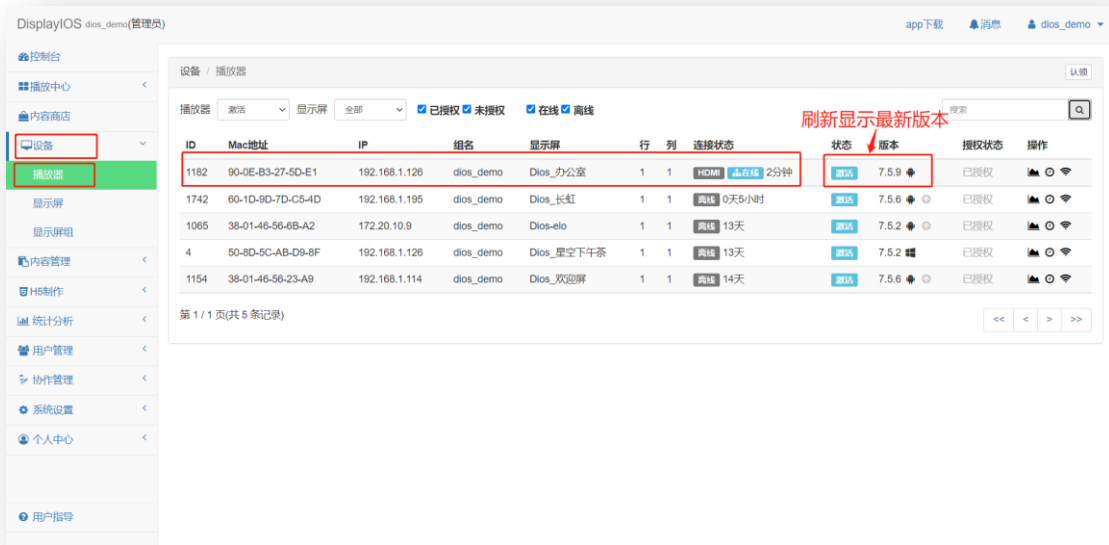 DisplayIOS dios_demo(管理员) app下载 消息 dios_demo
控制台
播放中心
内容商店
设备
播放器
显示屏
显示屏组
内容管理
H5制作
统计分析
用户管理
协作管理
系统设置
个人中心
用户指导
设备 / 播放器 认领
播放器 激活 显示屏 全部 已授权 未授权 在线 离线 搜索
刷新显示最新版本
ID Mac地址 IP 组名 显示屏 行 列 连接状态 状态 版本 授权状态 操作
1182 90-0E-B3-27-5D-E1 192.168.1.126 dios_demo Dios_办公室 1 1 HDMI 在线 2分钟 激活 7.5.9 已授权
1742 60-1D-9D-7D-C5-4D 192.168.1.195 dios_demo Dios_长虹 1 1 离线 0天5小时 激活 7.5.6 已授权
1065 38-01-46-56-6B-A2 172.20.10.9 dios_demo Dios-elo 1 1 离线 13天 激活 7.5.2 已授权
4 50-8D-5C-AB-D9-8F 192.168.1.126 dios_demo Dios_星空下午茶 1 1 离线 13天 激活 7.5.2 已授权
1154 38-01-46-56-23-A9 192.168.1.114 dios_demo Dios_欢迎屏 1 1 离线 14天 激活 7.5.6 已授权
第 1 / 1 页(共 5 条记录) << < > >>